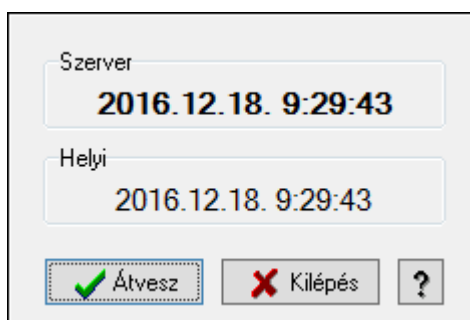 Szerver
2016.12.18. 9:29:43
Helyi
2016.12.18. 9:29:43
Átvesz Kilépés ?